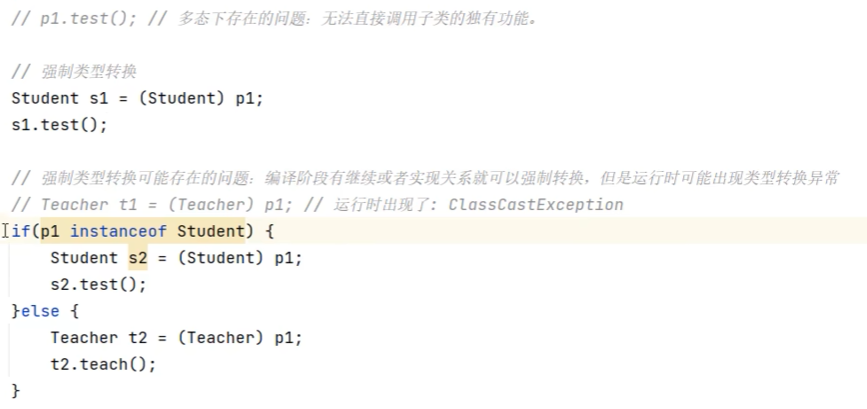 // p1.test(); // 多态下存在的问题：无法直接调用子类的独有功能。
// 强制类型转换
Student s1 = (Student) p1;
s1.test();
// 强制类型转换可能存在的问题：编译阶段有继续或者实现关系就可以强制转换，但是运行时可能出现类型转换异常
// Teacher t1 = (Teacher) p1; // 运行时出现了: ClassCastException
if(p1 instanceof Student) {
Student s2 = (Student) p1;
s2.test();
}else {
Teacher t2 = (Teacher) p1;
t2.teach();
}